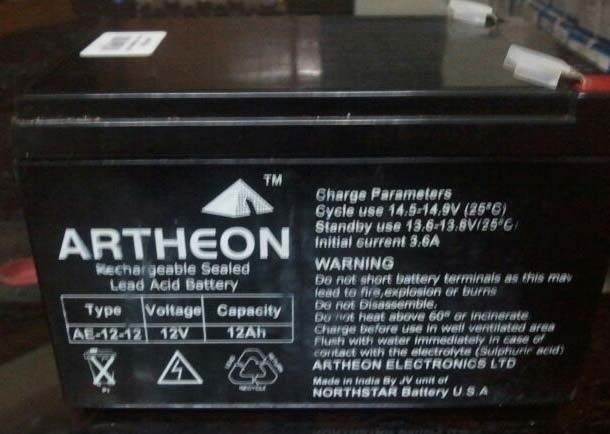 TM
ARTHEON
Rechargeable Sealed
Lead Acid Battery
Type Voltage Capacity
AE-12-12 12V 12Ah
Pb
RECYCLE
Charge Parameters
Cycle use 14.5-14.9V (25°C)
Standby use 13.6-13.8V(25°C)
Initial current 3.6A
WARNING
Do not short battery terminals as this may
lead to fire,explosion or burns
Do not Disassemble.
Do not heat above 60° or incinerate
Charge before use in well ventilated area
Flush with water immediately in case of
contact with the electrolyte (Sulphuric acid)
ARTHEON ELECTRONICS LTD
Made in India By JV unit of
NORTHSTAR Battery U S A